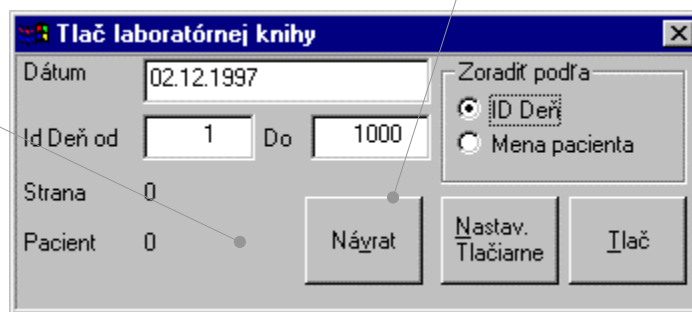 Tlač laboratórnej knihy
Dátum 02.12.1997
Zoradiť podľa
ID Deň
Id Deň od 1 Do 1000
Mena pacienta
Strana 0
Pacient 0
Návrat
Nastav.
Tlačiarne
Tlač